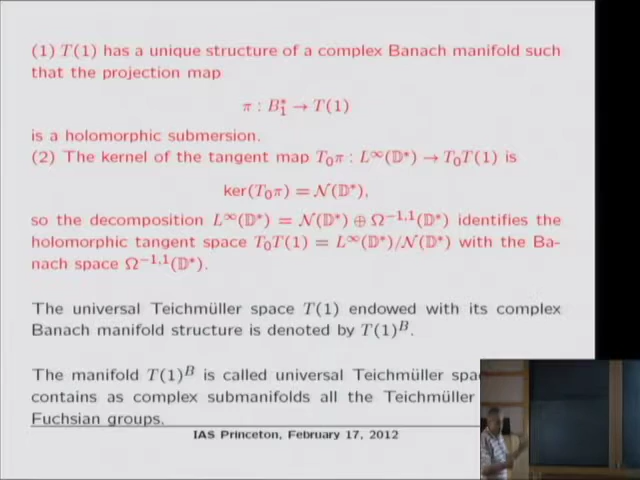 (1) T(1) has a unique structure of a complex Banach manifold such
that the projection map
π : B₁* → T(1)
is a holomorphic submersion.
(2) The kernel of the tangent map T₀π : L^∞(𝔻*) → T₀T(1) is
ker(T₀π) = 𝒩(𝔻*),
so the decomposition L^∞(𝔻*) = 𝒩(𝔻*) ⊕ Ω^{-1,1}(𝔻*) identifies the
holomorphic tangent space T₀T(1) = L^∞(𝔻*)/𝒩(𝔻*) with the Ba-
nach space Ω^{-1,1}(𝔻*).
The universal Teichmüller space T(1) endowed with its complex
Banach manifold structure is denoted by T(1)^B.
The manifold T(1)^B is called universal Teichmüller
contains as complex submanifolds all the Teichmüller
Fuchsian groups.
IAS Princeton, February 17, 2012